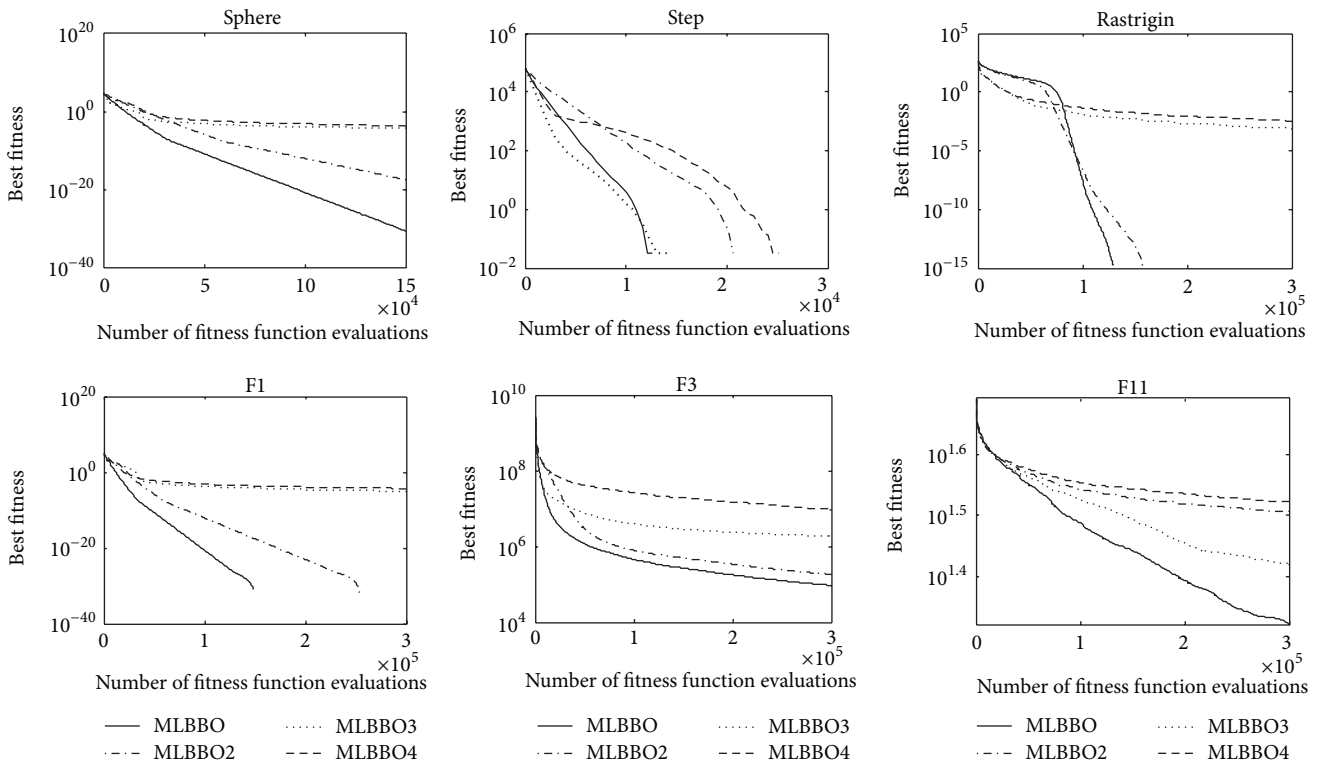 Sphere
10^20
10^0
10^−20
10^−40
Best fitness
0
5
10
15
×10^4
Number of fitness function evaluations
Step
10^6
10^4
10^2
10^0
10^−2
Best fitness
0
1
2
3
×10^4
Number of fitness function evaluations
Rastrigin
10^5
10^0
10^−5
10^−10
10^−15
Best fitness
0
1
2
3
×10^5
Number of fitness function evaluations
F1
10^20
10^0
10^−20
10^−40
Best fitness
0
1
2
3
×10^5
Number of fitness function evaluations
F3
10^10
10^8
10^6
10^4
Best fitness
0
1
2
3
×10^5
Number of fitness function evaluations
F11
10^1.6
10^1.5
10^1.4
Best fitness
0
1
2
3
×10^5
Number of fitness function evaluations
MLBBO
MLBBO2
MLBBO3
MLBBO4
MLBBO
MLBBO2
MLBBO3
MLBBO4
MLBBO
MLBBO2
MLBBO3
MLBBO4